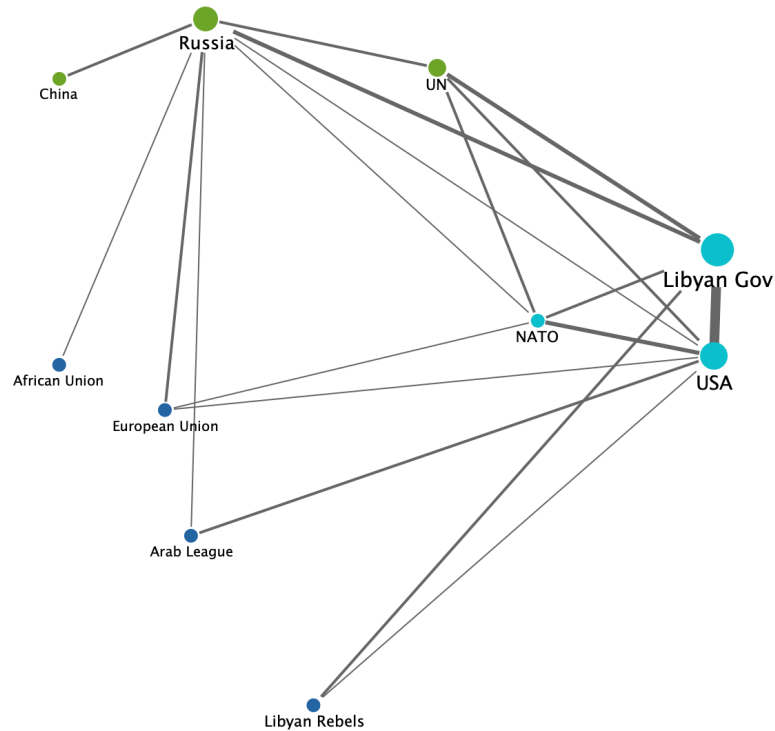 Russia
UN
China
Libyan Gov
NATO
African Union
USA
European Union
Arab League
Libyan Rebels